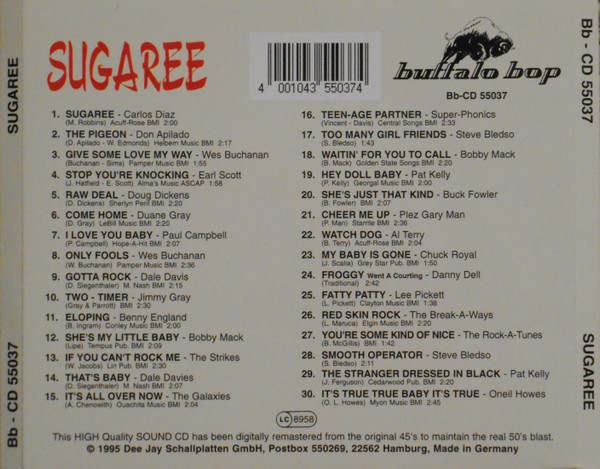 SUGAREE
4 001043 550374
buffalo bop
Bb-CD 55037
1. SUGAREE - Carlos Diaz
(M. Robbins) Acuff-Rose BMI 2:00
2. THE PIGEON - Don Apilado
(D. Apilado - W. Edmonds) Helbem Music BMI 2:17
3. GIVE SOME LOVE MY WAY - Wes Buchanan
(Buchanan - Sims) Pamper Music BMI 1:55
4. STOP YOU'RE KNOCKING - Earl Scott
(J. Hatfield - E. Scott) Alma's Music ASCAP 1:58
5. RAW DEAL - Doug Dickens
(D. Dickens) Sherlyn Penit BMI 2:20
6. COME HOME - Duane Gray
(D. Gray) LeBill Music BMI 2:20
7. I LOVE YOU BABY - Paul Campbell
(P. Campbell) Hope-A-Hit BMI 2:30
8. ONLY FOOLS - Wes Buchanan
(W. Buchanan) Pamper Music BMI 2:36
9. GOTTA ROCK - Dale Davis
(D. Siegenthaler) M. Nash BMI 2:15
10. TWO - TIMER - Jimmy Gray
(Gray & Parrott) BMI 2:30
11. ELOPING - Benny England
(B. Ingram) Conley Music BMI 2:00
12. SHE'S MY LITTLE BABY - Bobby Mack
(Lipe) Tempus Pub. BMI 2:09
13. IF YOU CAN'T ROCK ME - The Strikes
(W. Jacobs) Lin Pub. BMI 2:30
14. THAT'S BABY - Dale Davies
(D. Siegenthaler) M. Nash BMI 2:07
15. IT'S ALL OVER NOW - The Galaxies
(A. Chenowith) Ouachita Music BMI 2:04
16. TEEN-AGE PARTNER - Super-Phonics
(Vincent - Davis) Central Songs BMI 2:33
17. TOO MANY GIRL FRIENDS - Steve Bledso
(S. Bledso) 1:43
18. WAITIN' FOR YOU TO CALL - Bobby Mack
(B. Mack) Golden State Songs BMI 2:20
19. HEY DOLL BABY - Pat Kelly
(P. Kelly) Georgai Music BMI 2:00
20. SHE'S JUST THAT KIND - Buck Fowler
(B. Fowler) BMI 2:07
21. CHEER ME UP - Plez Gary Man
(P. Man) Starrite BMI 2:36
22. WATCH DOG - Al Terry
(B. Terry) Acuff-Rose BMI 2:04
23. MY BABY IS GONE - Chuck Royal
(J. Scalia) Grey Star Pub. BMI 1:50
24. FROGGY Went A Courting - Danny Dell
(Traditional) 2:42
25. FATTY PATTY - Lee Pickett
(L. Pickett) Clayton Music BMI 2:38
26. RED SKIN ROCK - The Break-A-Ways
(L. Maruca) Elgin Music BMI 2:20
27. YOU'RE SOME KIND OF NICE - The Rock-A-Tunes
(B. McGillis) BMI 1:42
28. SMOOTH OPERATOR - Steve Bledso
(S. Bledso) 2:11
29. THE STRANGER DRESSED IN BLACK - Pat Kelly
(J. Ferguson) Cedarwood Pub. BMI 2:20
30. IT'S TRUE TRUE BABY IT'S TRUE - Oneil Howes
(O. L. Howes) Myon Music BMI 2:45
LC 8958
This HIGH Quality SOUND CD has been digitally remastered from the original 45's to maintain the real 50's blast.
© 1995 Dee Jay Schallplatten GmbH, Postbox 550269, 22562 Hamburg, Made in Germany
SUGAREE
Bb - CD 55037
Bb - CD 55037
SUGAREE